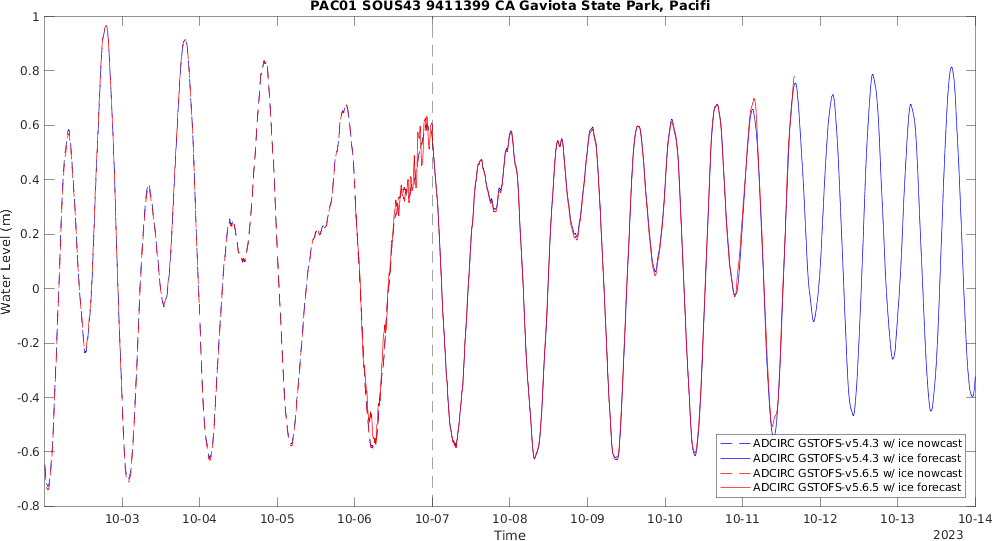 PAC01 SOUS43 9411399 CA Gaviota State Park, Pacifi
1
0.8
0.6
0.4
0.2
0
-0.2
-0.4
-0.6
-0.8
Water Level (m)
ADCIRC GSTOFS-v5.4.3 w/ ice nowcast
ADCIRC GSTOFS-v5.4.3 w/ ice forecast
ADCIRC GSTOFS-v5.6.5 w/ ice nowcast
ADCIRC GSTOFS-v5.6.5 w/ ice forecast
10-03 10-04 10-05 10-06 10-07 10-08 10-09 10-10 10-11 10-12 10-13 10-14
Time
2023